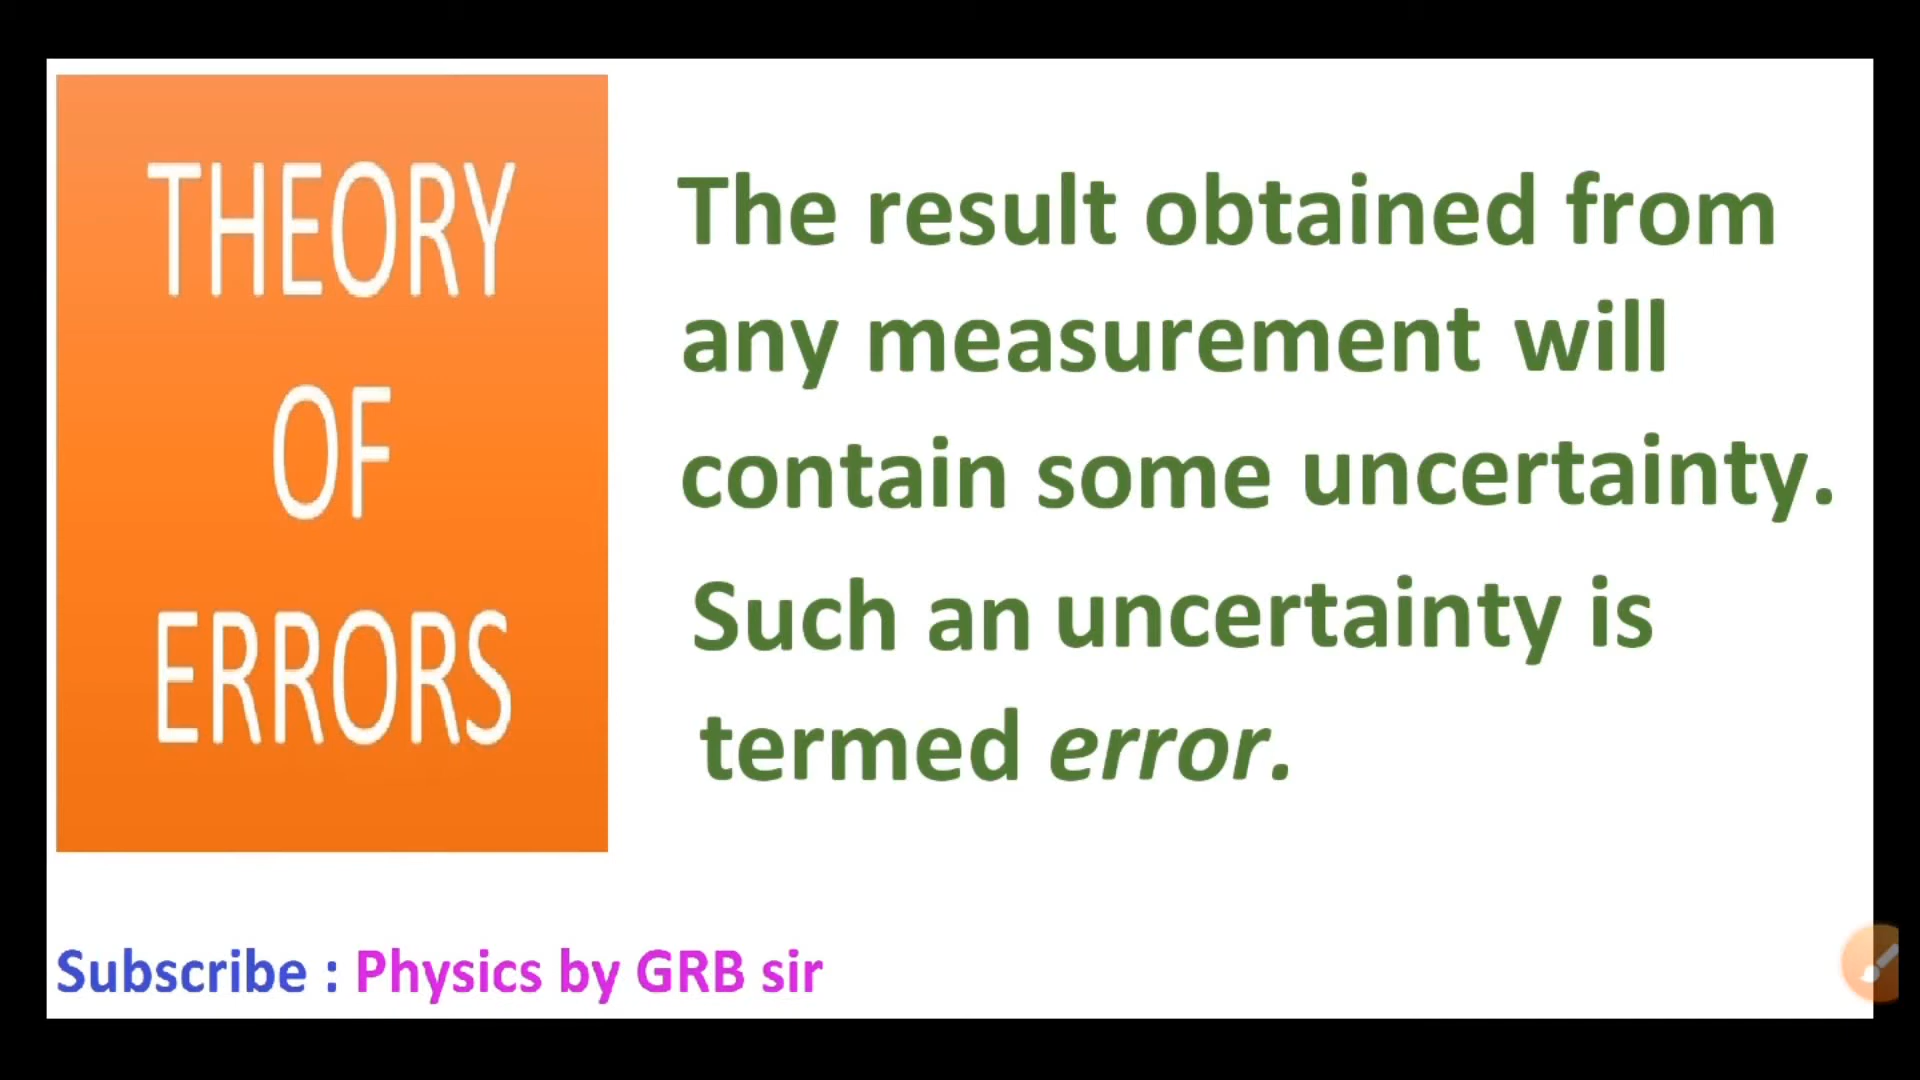 THEORY
OF
ERRORS
The result obtained from
any measurement will
contain some uncertainty.
Such an uncertainty is
termed error.
Subscribe : Physics by GRB sir